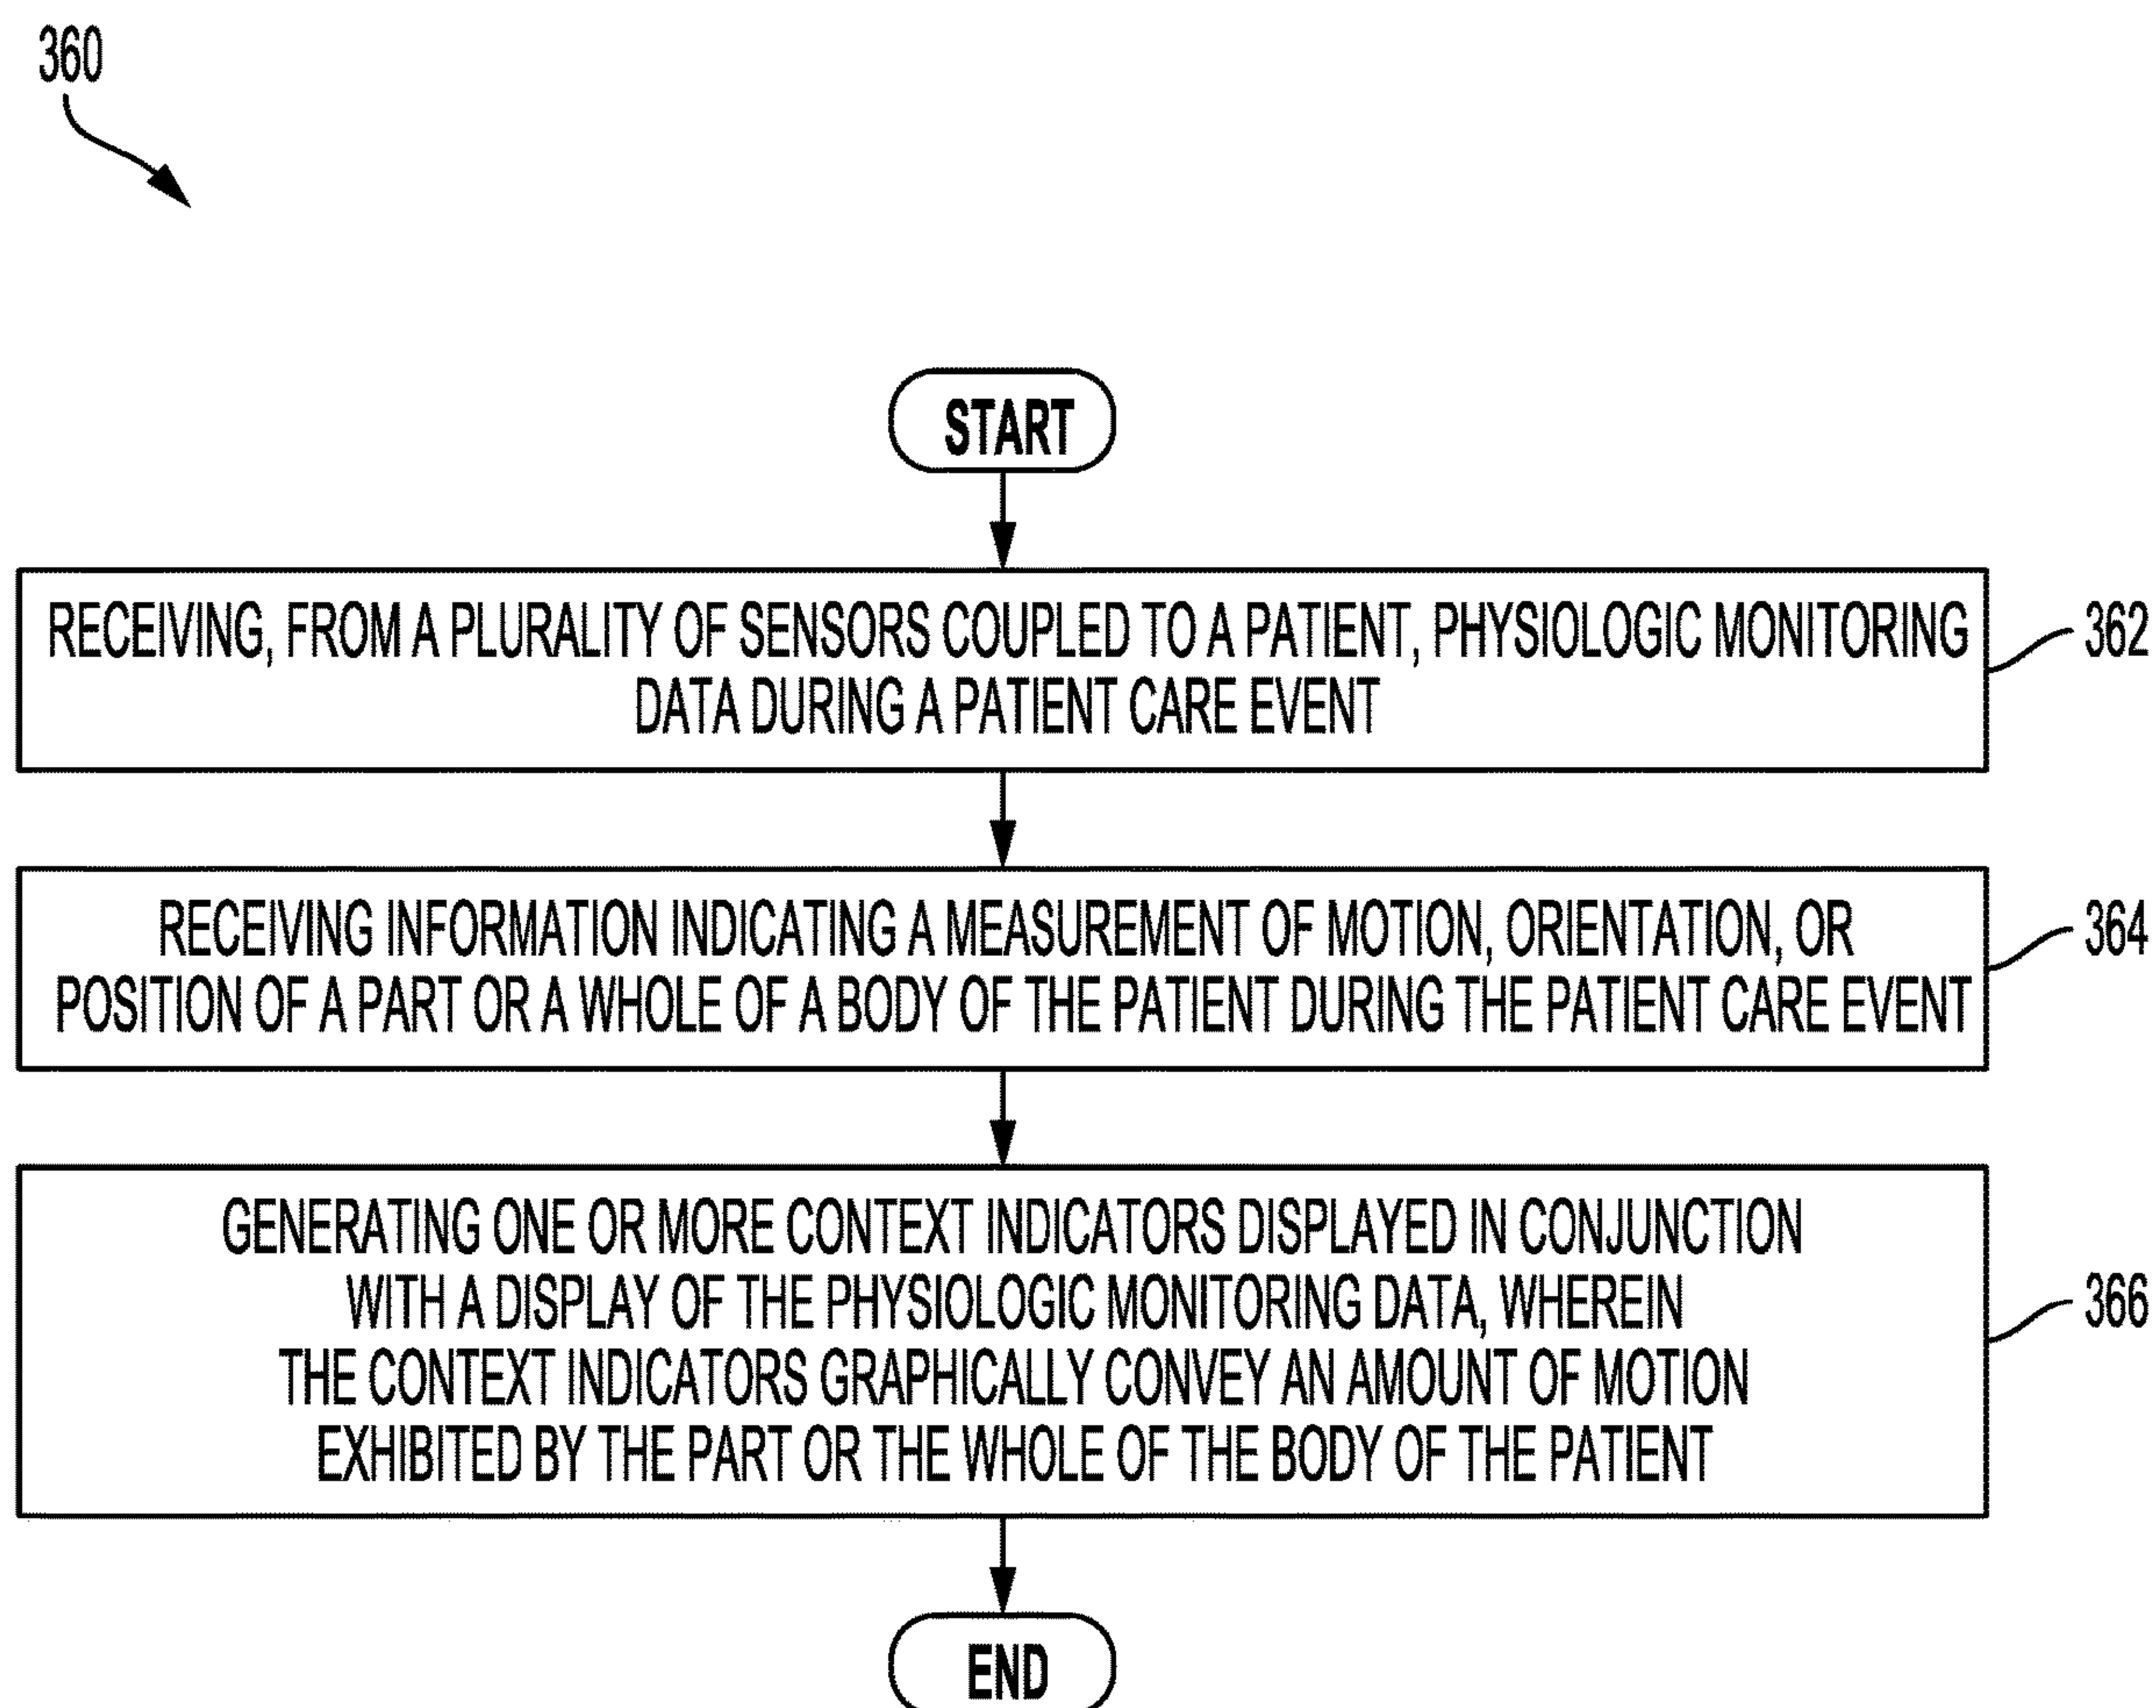 360
START
RECEIVING, FROM A PLURALITY OF SENSORS COUPLED TO A PATIENT, PHYSIOLOGIC MONITORING
DATA DURING A PATIENT CARE EVENT
362
RECEIVING INFORMATION INDICATING A MEASUREMENT OF MOTION, ORIENTATION, OR
POSITION OF A PART OR A WHOLE OF A BODY OF THE PATIENT DURING THE PATIENT CARE EVENT
364
GENERATING ONE OR MORE CONTEXT INDICATORS DISPLAYED IN CONJUNCTION
WITH A DISPLAY OF THE PHYSIOLOGIC MONITORING DATA, WHEREIN
THE CONTEXT INDICATORS GRAPHICALLY CONVEY AN AMOUNT OF MOTION
EXHIBITED BY THE PART OR THE WHOLE OF THE BODY OF THE PATIENT
366
END